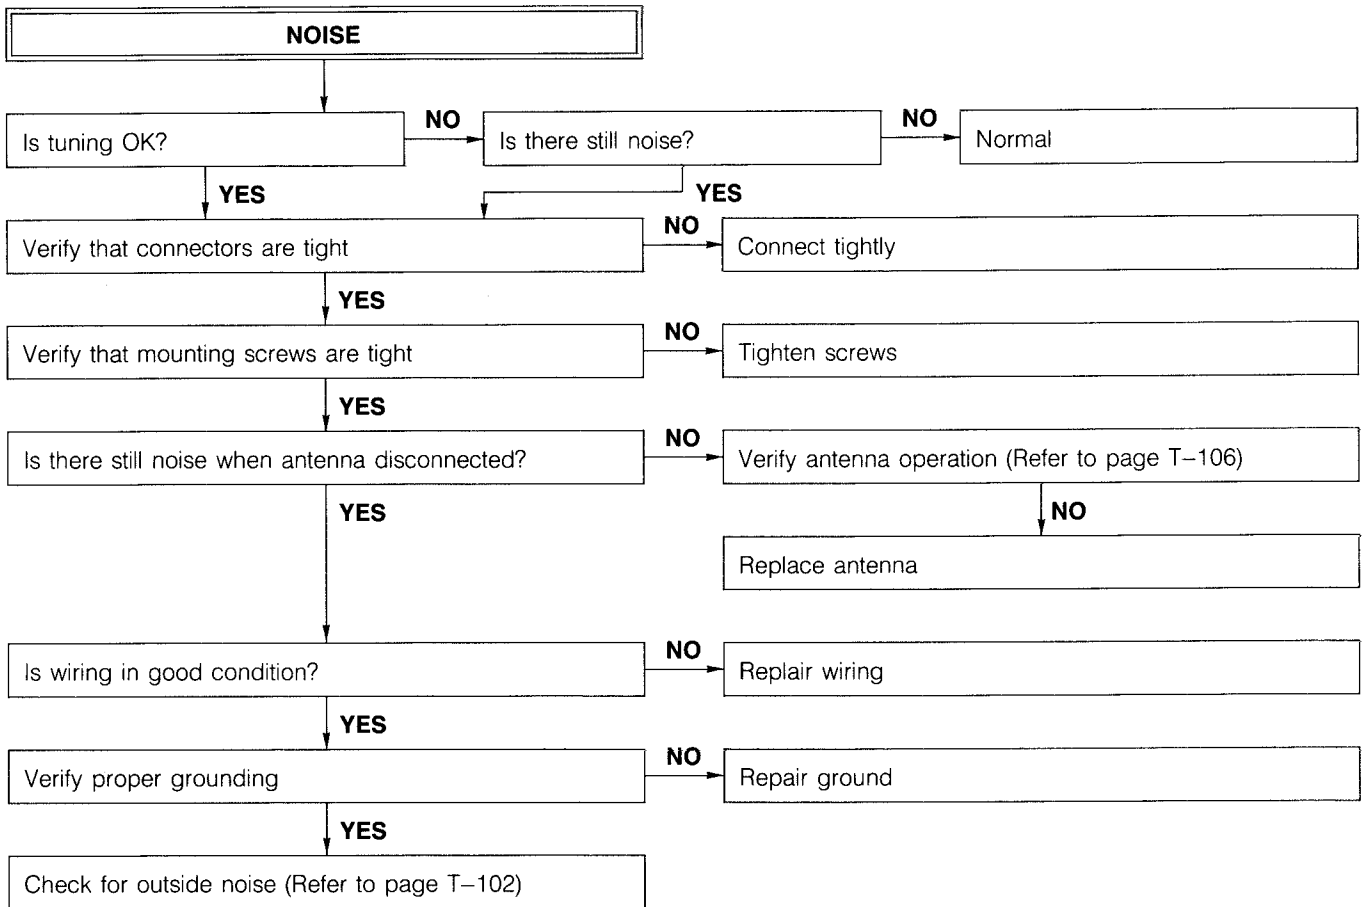 NOISE
Is tuning OK?
NO
Is there still noise?
NO
Normal
YES
YES
Verify that connectors are tight
NO
Connect tightly
YES
Verify that mounting screws are tight
NO
Tighten screws
YES
Is there still noise when antenna disconnected?
NO
Verify antenna operation (Refer to page T–106)
YES
NO
Replace antenna
Is wiring in good condition?
NO
Replair wiring
YES
Verify proper grounding
NO
Repair ground
YES
Check for outside noise (Refer to page T–102)